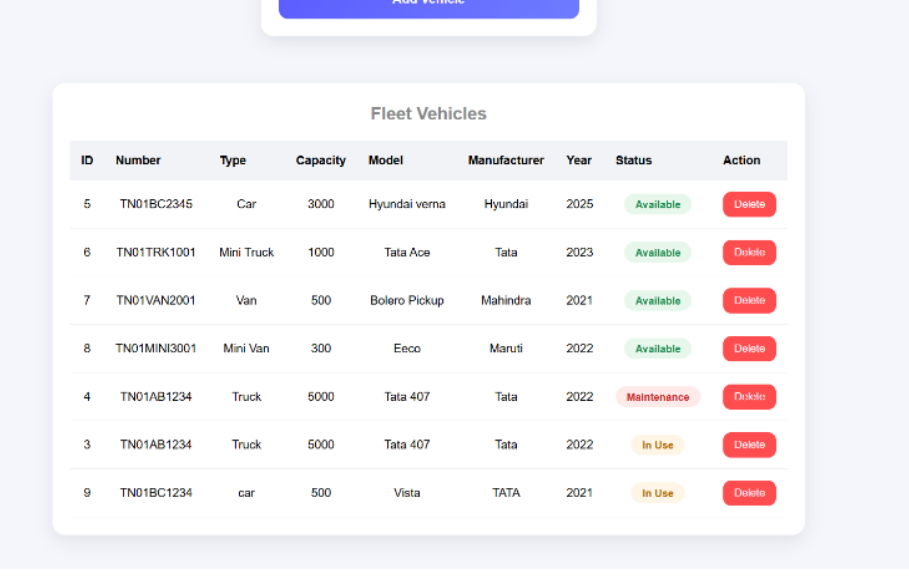 Add Vehicle
Fleet Vehicles
ID Number Type Capacity Model Manufacturer Year Status Action
5 TN01BC2345 Car 3000 Hyundai verna Hyundai 2025 Available Delete
6 TN01TRK1001 Mini Truck 1000 Tata Ace Tata 2023 Available Delete
7 TN01VAN2001 Van 500 Bolero Pickup Mahindra 2021 Available Delete
8 TN01MINI3001 Mini Van 300 Eeco Maruti 2022 Available Delete
4 TN01AB1234 Truck 5000 Tata 407 Tata 2022 Maintenance Delete
3 TN01AB1234 Truck 5000 Tata 407 Tata 2022 In Use Delete
9 TN01BC1234 car 500 Vista TATA 2021 In Use Delete